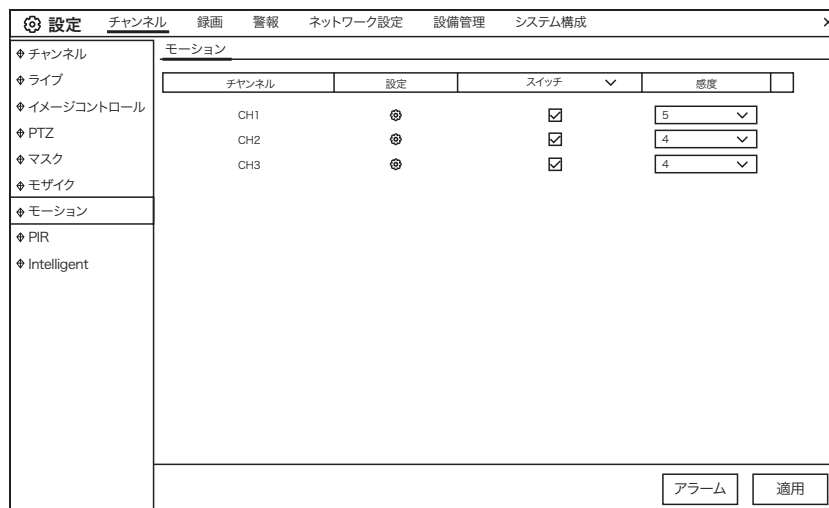 設定 チャンネル 録画 警報 ネットワーク設定 設備管理 システム構成
チャンネル
ライブ
イメージコントロール
PTZ
マスク
モザイク
モーション
PIR
Intelligent
モーション
チャンネル 設定 スイッチ 感度
CH1 5
CH2 4
CH3 4
アラーム 適用